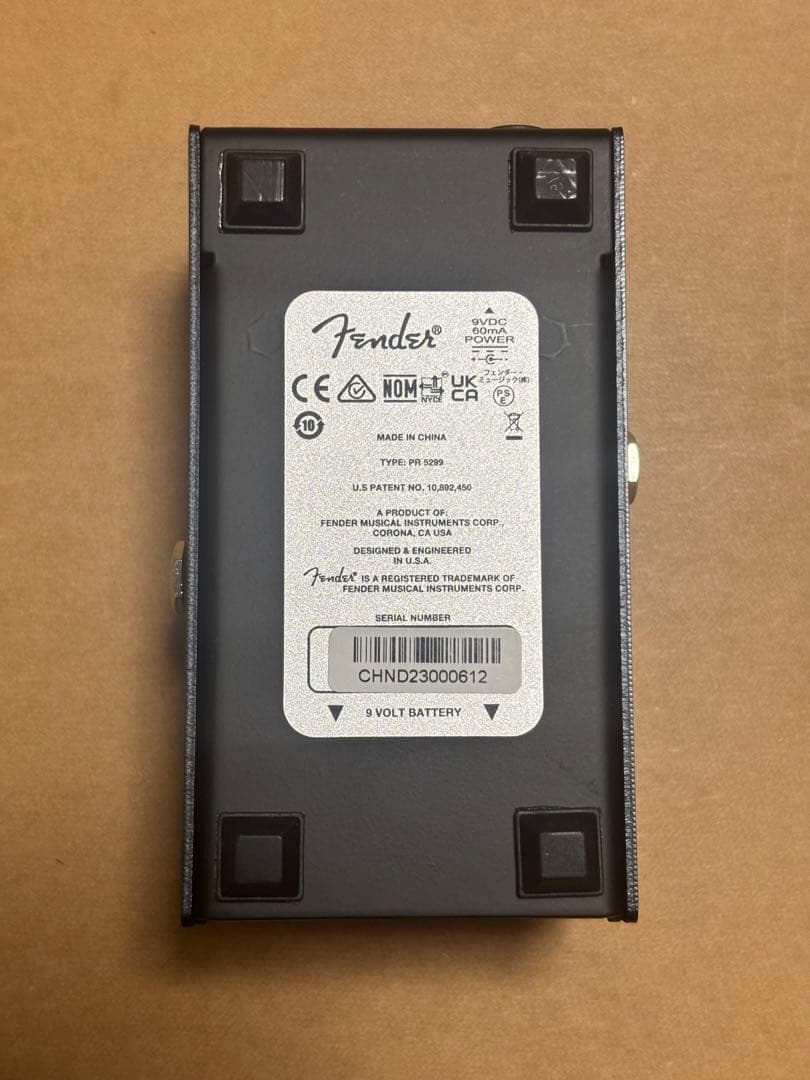 Fender®
9VDC
60mA
POWER
CE
NOM
NYCE
UK
CA
フェンダー・
ミュージック(株)
PS
E
10
MADE IN CHINA
TYPE: PR 5299
U.S PATENT NO. 10,892,450
A PRODUCT OF:
FENDER MUSICAL INSTRUMENTS CORP.,
CORONA, CA USA
DESIGNED & ENGINEERED
IN U.S.A.
Fender® IS A REGISTERED TRADEMARK OF
FENDER MUSICAL INSTRUMENTS CORP.
SERIAL NUMBER
CHND23000612
9 VOLT BATTERY